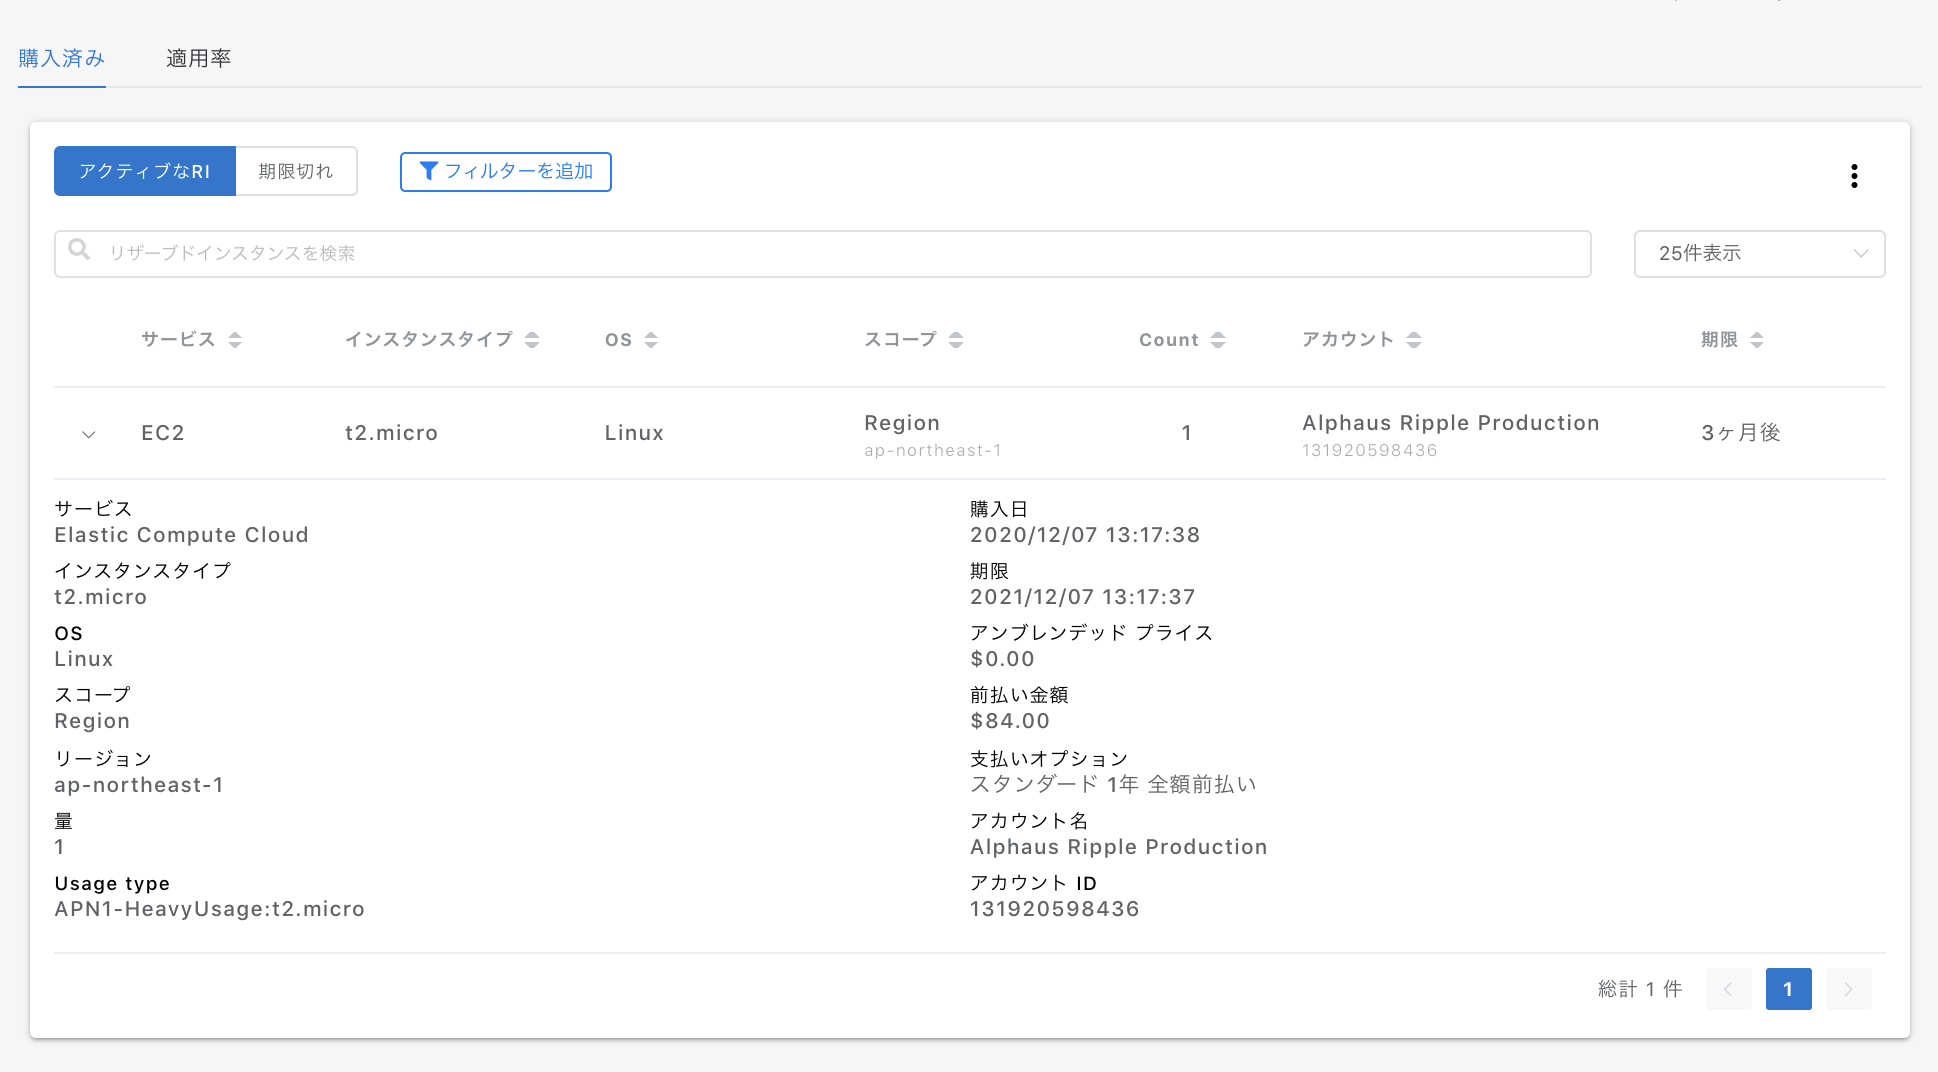 購入済み 適用率
アクティブなRI 期限切れ フィルターを追加
リザーブドインスタンスを検索 25件表示
サービス インスタンスタイプ OS スコープ Count アカウント 期限
EC2 t2.micro Linux Region 1 Alphaus Ripple Production 3ヶ月後
ap-northeast-1 131920598436
サービス
Elastic Compute Cloud
インスタンスタイプ
t2.micro
OS
Linux
スコープ
Region
リージョン
ap-northeast-1
量
1
Usage type
APN1-HeavyUsage:t2.micro
購入日
2020/12/07 13:17:38
期限
2021/12/07 13:17:37
アンブレンデッド プライス
$0.00
前払い金額
$84.00
支払いオプション
スタンダード 1年 全額前払い
アカウント名
Alphaus Ripple Production
アカウント ID
131920598436
総計 1 件 1